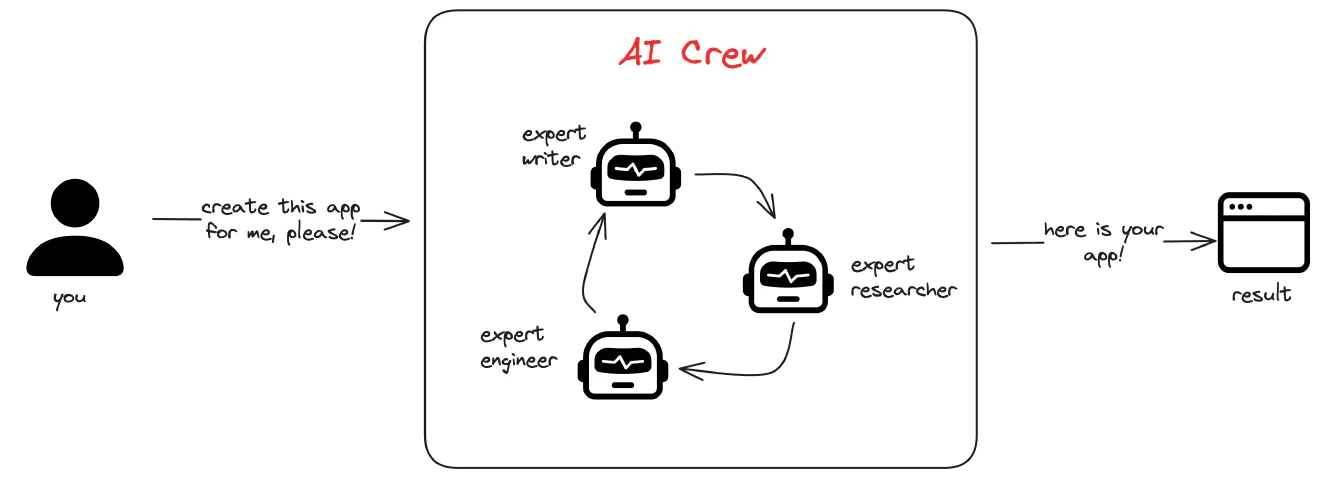 AI Crew
expert
writer
create this app
for me, please!
you
expert
researcher
expert
engineer
here is your
app!
result